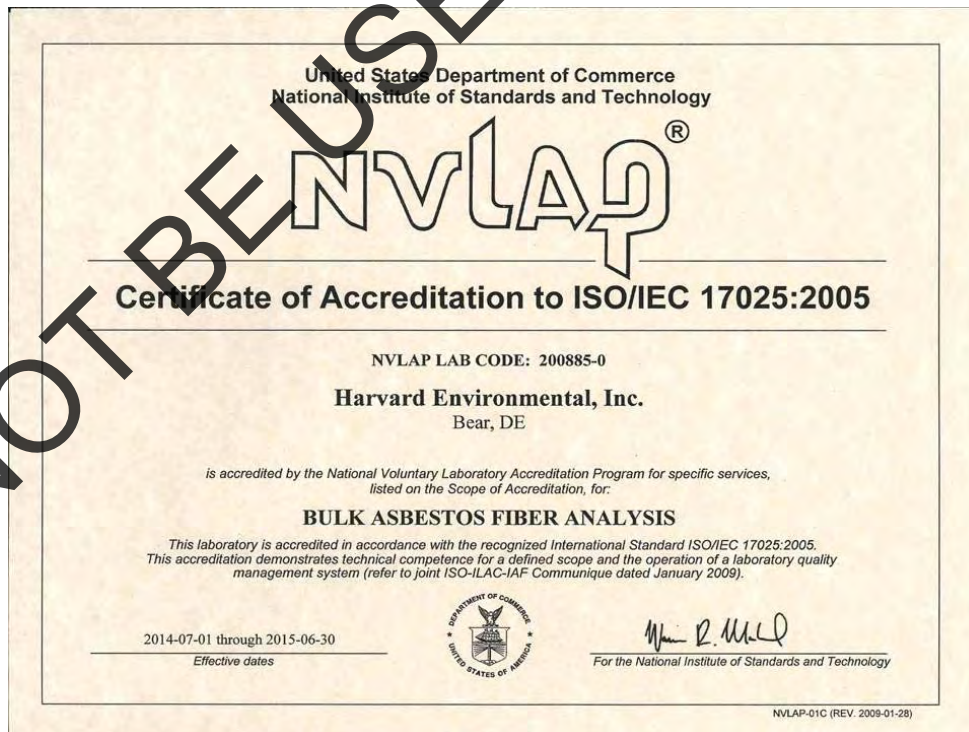 NOT BE USE
United States Department of Commerce
National Institute of Standards and Technology
NVLAP®
Certificate of Accreditation to ISO/IEC 17025:2005
NVLAP LAB CODE: 200885-0
Harvard Environmental, Inc.
Bear, DE
is accredited by the National Voluntary Laboratory Accreditation Program for specific services,
listed on the Scope of Accreditation, for:
BULK ASBESTOS FIBER ANALYSIS
This laboratory is accredited in accordance with the recognized International Standard ISO/IEC 17025:2005.
This accreditation demonstrates technical competence for a defined scope and the operation of a laboratory quality
management system (refer to joint ISO-ILAC-IAF Communique dated January 2009).
2014-07-01 through 2015-06-30
Effective dates
DEPARTMENT OF COMMERCE
UNITED STATES OF AMERICA
For the National Institute of Standards and Technology
NVLAP-01C (REV. 2009-01-28)